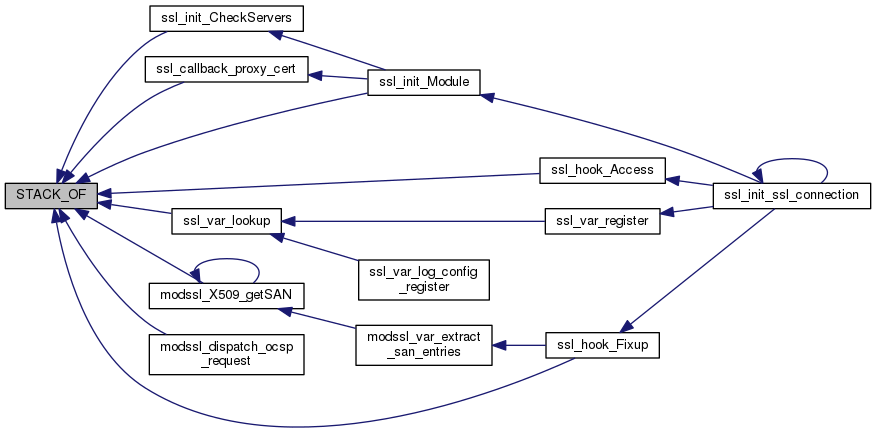 ssl_init_CheckServers
ssl_callback_proxy_cert
ssl_init_Module
ssl_hook_Access
STACK_OF
ssl_init_ssl_connection
ssl_var_lookup
ssl_var_register
ssl_var_log_config
_register
modssl_X509_getSAN
modssl_var_extract
_san_entries
ssl_hook_Fixup
modssl_dispatch_ocsp
_request